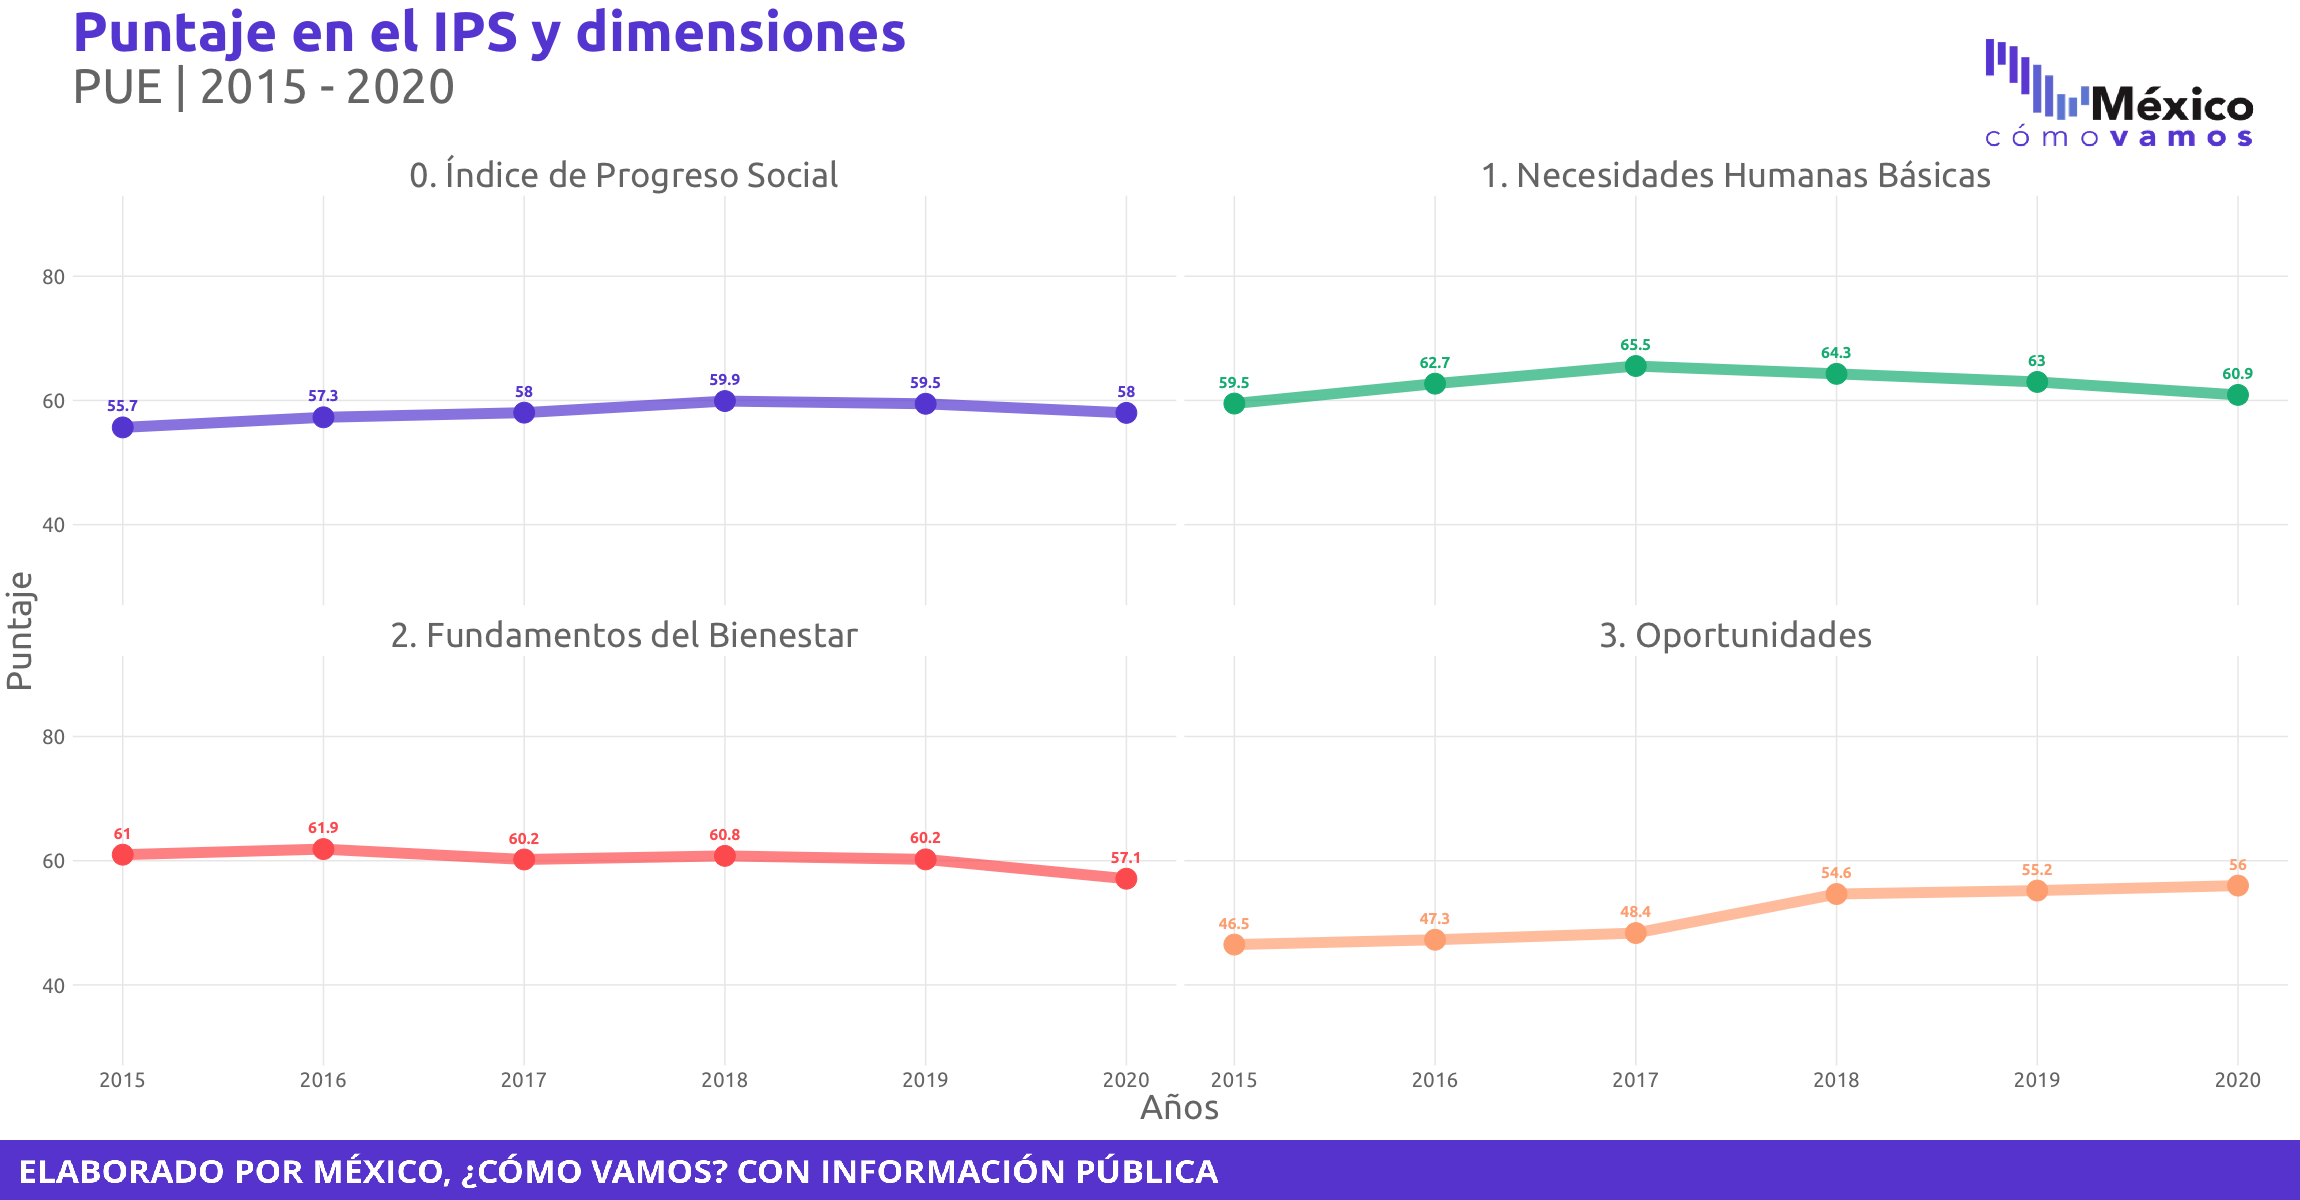 Puntaje en el IPS y dimensiones
PUE | 2015 - 2020
México
cómovamos
0. Índice de Progreso Social
1. Necesidades Humanas Básicas
80
60
40
55.7
57.3
58
59.9
59.5
58
59.5
62.7
65.5
64.3
63
60.9
Puntaje
2. Fundamentos del Bienestar
3. Oportunidades
80
60
40
61
61.9
60.2
60.8
60.2
57.1
46.5
47.3
48.4
54.6
55.2
56
2015 2016 2017 2018 2019 2020 2015 2016 2017 2018 2019 2020
Años
ELABORADO POR MÉXICO, ¿CÓMO VAMOS? CON INFORMACIÓN PÚBLICA